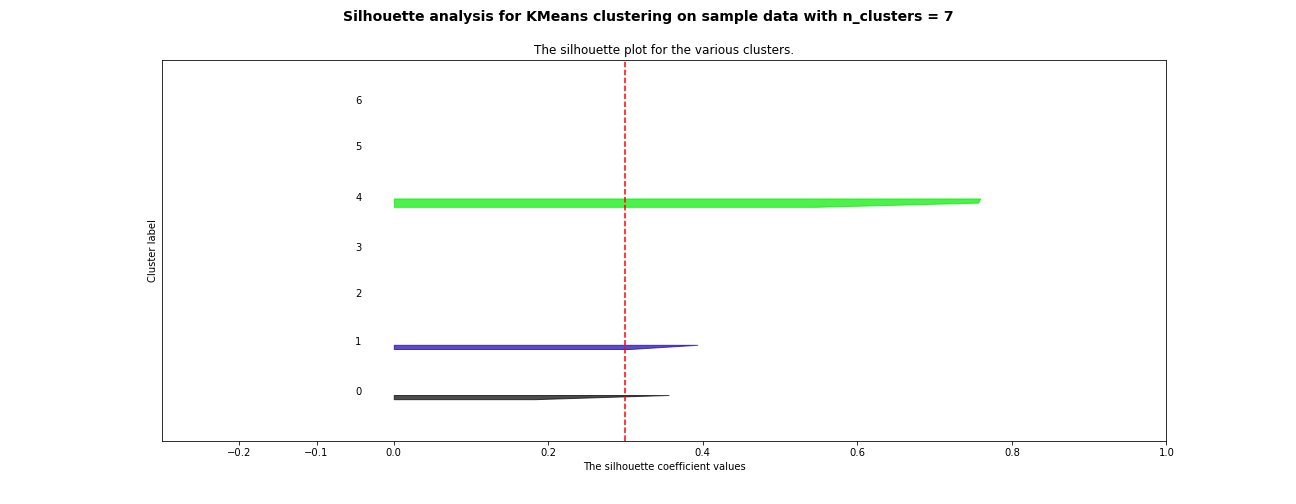 Silhouette analysis for KMeans clustering on sample data with n_clusters = 7
The silhouette plot for the various clusters.
6
5
4
3
2
1
0
Cluster label
−0.2 −0.1 0.0 0.2 0.4 0.6 0.8 1.0
The silhouette coefficient values